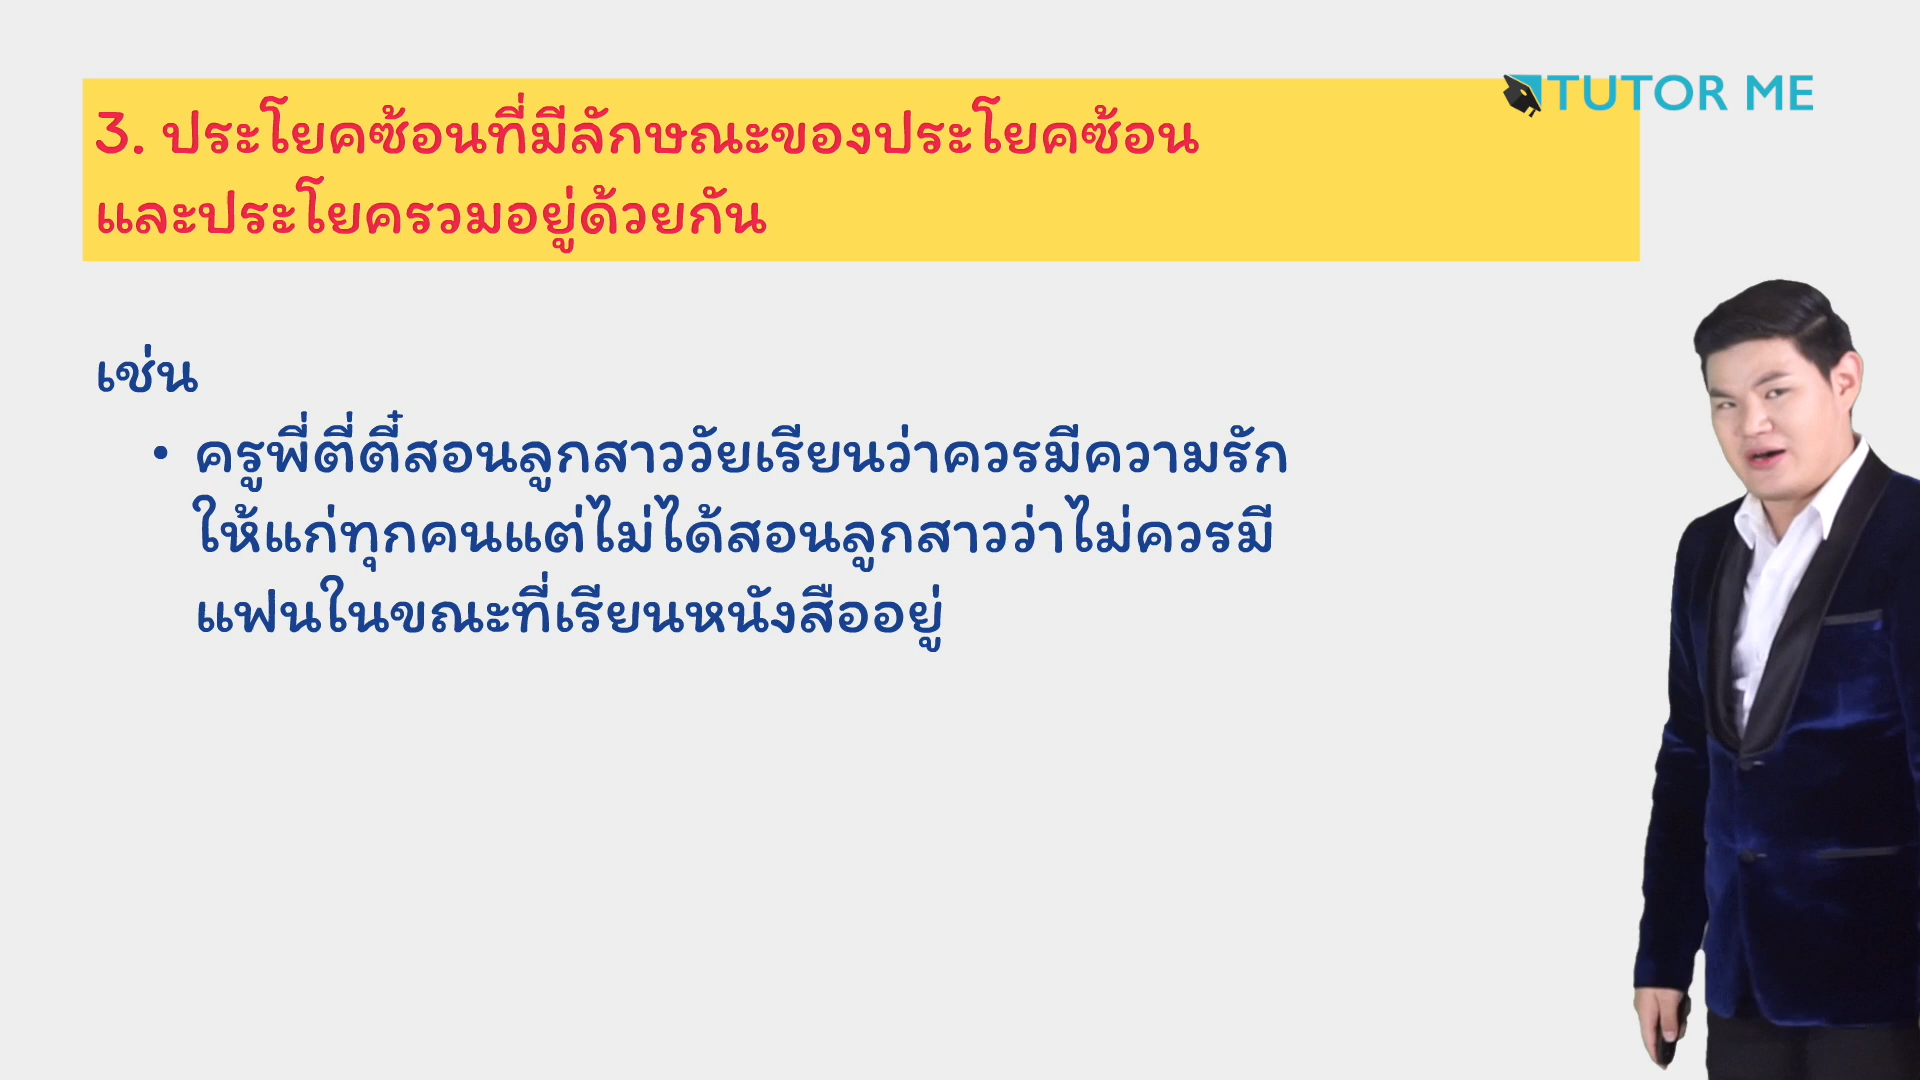 TUTOR ME
3. ประโยคซ้อนที่มีลักษณะของประโยคซ้อน
และประโยครวมอยู่ด้วยกัน
เช่น
• ครูพี่ตี่ตี๋สอนลูกสาววัยเรียนว่าควรมีความรัก
ให้แก่ทุกคนแต่ไม่ได้สอนลูกสาวว่าไม่ควรมี
แฟนในขณะที่เรียนหนังสืออยู่